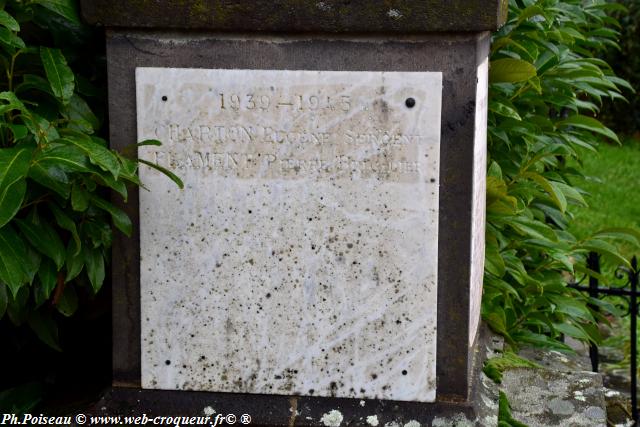 1939-1945
CHARTON EUGÈNE SERGENT
FLAMENT PIERRE
Ph Poiseau ©www.web-croqueur.fr®